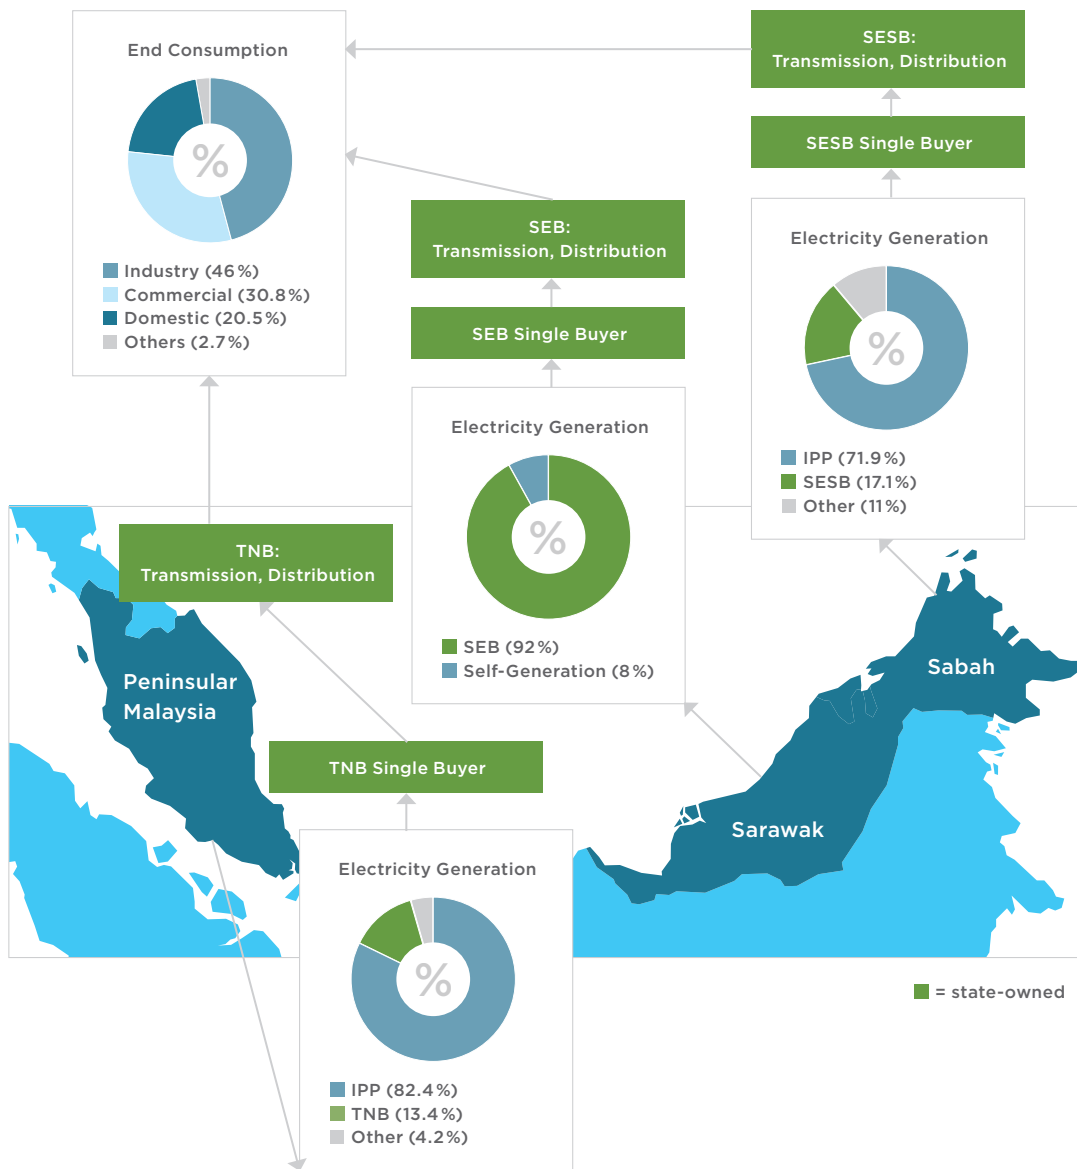 End Consumption
%
Industry (46%)
Commercial (30.8%)
Domestic (20.5%)
Others (2.7%)
SESB:
Transmission, Distribution
SESB Single Buyer
Electricity Generation
%
IPP (71.9%)
SESB (17.1%)
Other (11%)
SEB:
Transmission, Distribution
SEB Single Buyer
Electricity Generation
%
SEB (92%)
Self-Generation (8%)
TNB:
Transmission, Distribution
Peninsular
Malaysia
Sabah
Sarawak
TNB Single Buyer
Electricity Generation
%
IPP (82.4%)
TNB (13.4%)
Other (4.2%)
= state-owned